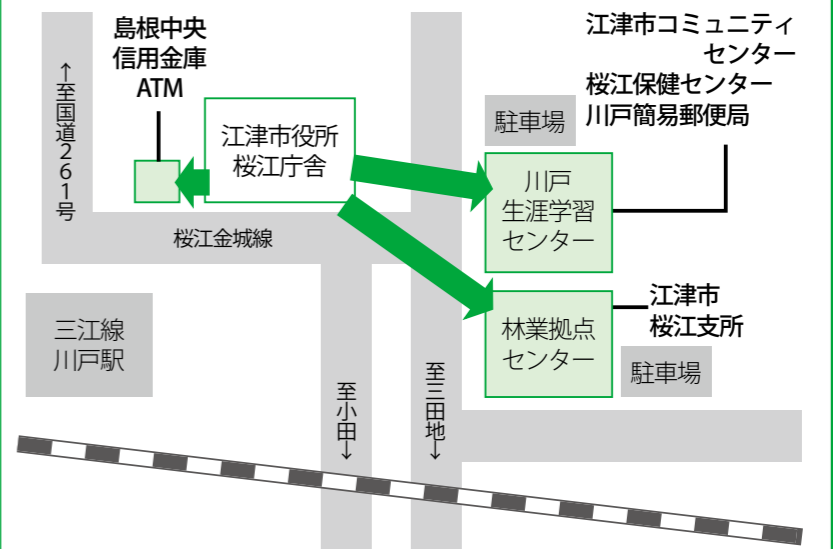 島根中央
信用金庫
ATM
江津市コミュニティ
センター
桜江保健センター
川戸簡易郵便局
←至国道261号
江津市役所
桜江庁舎
駐車場
川戸
生涯学習
センター
桜江金城線
江津市
桜江支所
林業拠点
センター
駐車場
三江線
川戸駅
至小田→
至三田地→